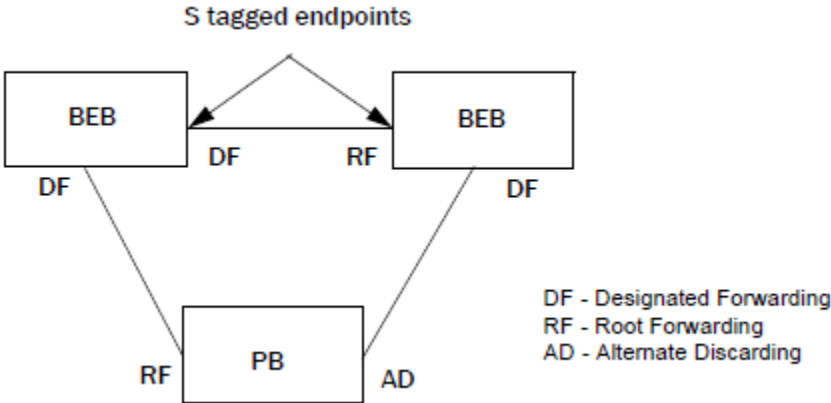 S tagged endpoints
BEB
BEB
DF
RF
DF
DF
DF - Designated Forwarding
RF - Root Forwarding
AD - Alternate Discarding
RF
PB
AD